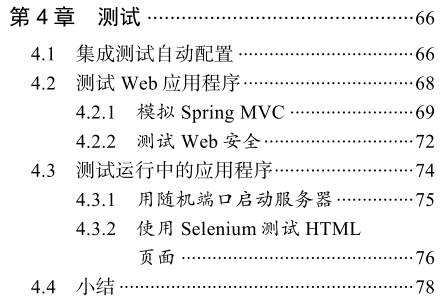 第 4 章　测试 ……………………………………66
4.1　集成测试自动配置 ………………………66
4.2　测试 Web 应用程序………………………68
4.2.1　模拟 Spring MVC ………………69
4.2.2　测试 Web 安全……………………72
4.3　测试运行中的应用程序…………………74
4.3.1　用随机端口启动服务器 …………75
4.3.2　使用 Selenium 测试 HTML
页面 ………………………………76
4.4　小结 ………………………………………78